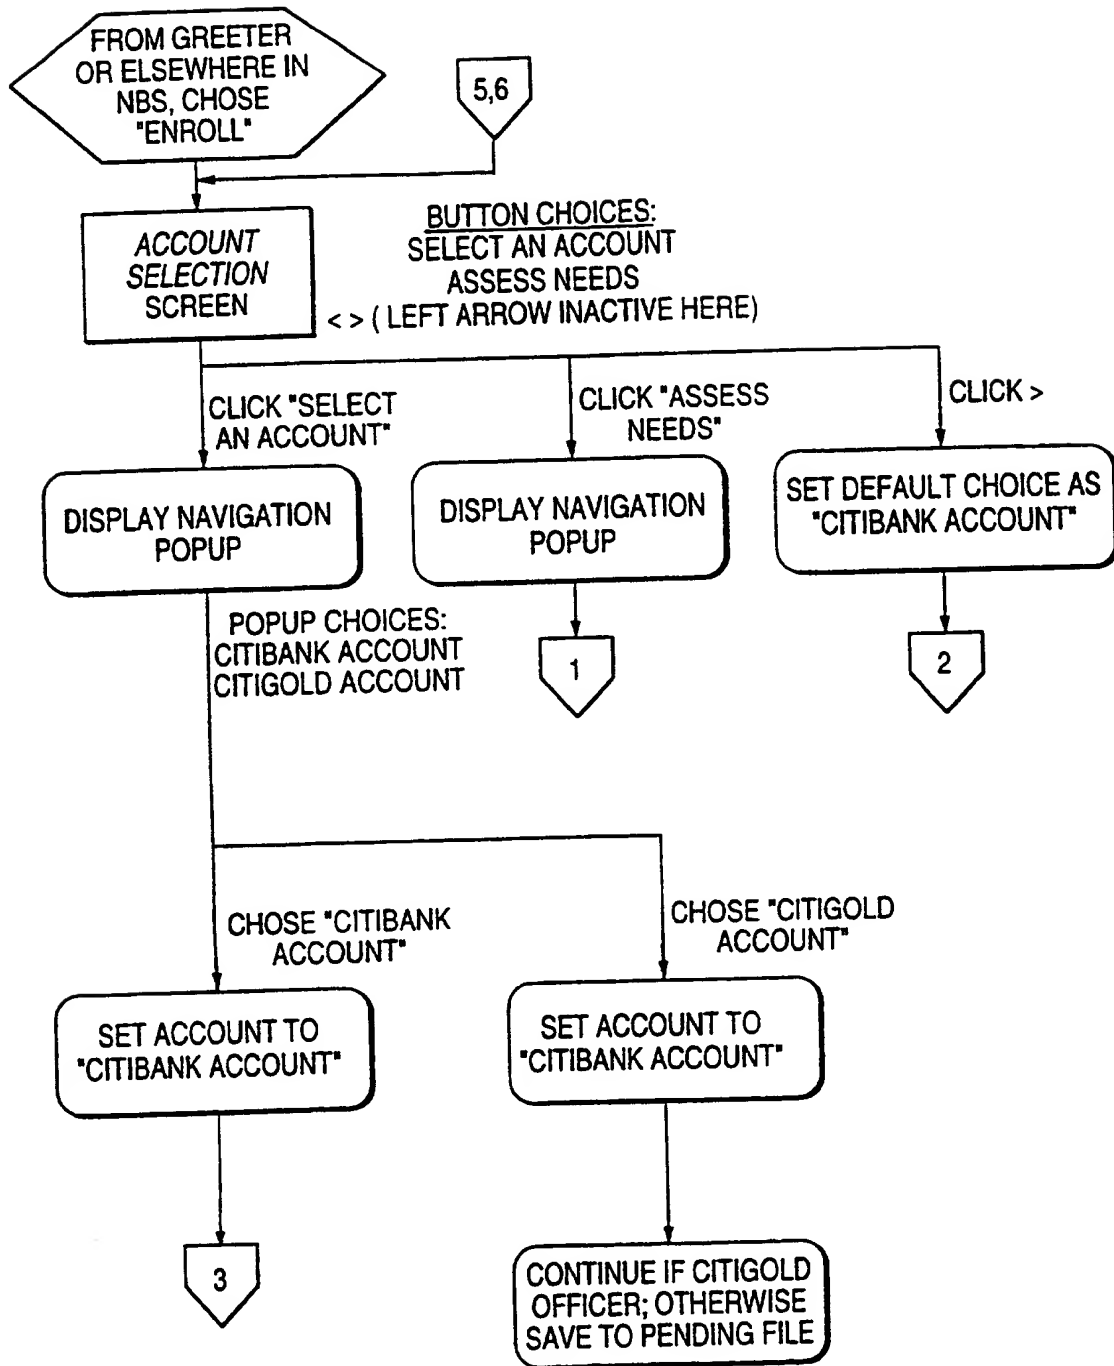 FROM GREETER
OR ELSEWHERE IN
NBS, CHOSE
"ENROLL"
5,6
ACCOUNT
SELECTION
SCREEN
BUTTON CHOICES:
SELECT AN ACCOUNT
ASSESS NEEDS
< > ( LEFT ARROW INACTIVE HERE)
CLICK "SELECT
AN ACCOUNT"
CLICK "ASSESS
NEEDS"
CLICK >
DISPLAY NAVIGATION
POPUP
DISPLAY NAVIGATION
POPUP
SET DEFAULT CHOICE AS
"CITIBANK ACCOUNT"
POPUP CHOICES:
CITIBANK ACCOUNT
CITIGOLD ACCOUNT
1
2
CHOSE "CITIBANK
ACCOUNT"
CHOSE "CITIGOLD
ACCOUNT"
SET ACCOUNT TO
"CITIBANK ACCOUNT"
SET ACCOUNT TO
"CITIBANK ACCOUNT"
3
CONTINUE IF CITIGOLD
OFFICER; OTHERWISE
SAVE TO PENDING FILE